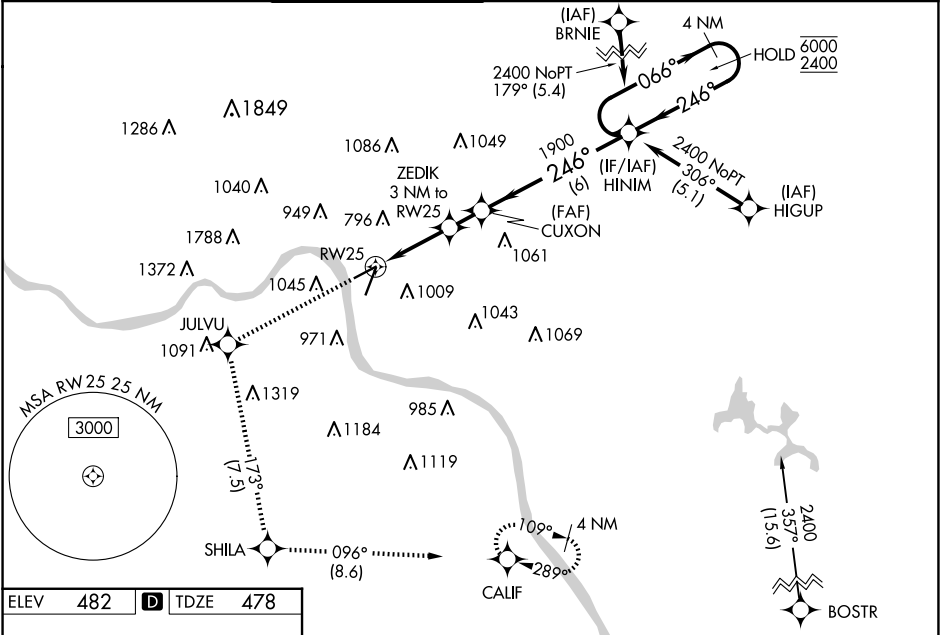 (IAF)
BRNIE
4 NM
HOLD 6000
2400
2400 NoPT
179° (5.4)
066°
246°
1849
1286
1086
1049
1900
246°
(6)
(IF/IAF)
HINIM
2400 NoPT
306°
(5.1)
(IAF)
HIGUP
ZEDIK
3 NM to
RW25
1040
949
796
(FAF)
CUXON
1788
1061
RW25
1372
1045
1009
1043
JULVU
1091
971
1069
MSA RW25 25 NM
3000
1319
985
1184
1119
173°
(7.5)
2400
357°
(15.6)
109°
4 NM
SHILA
096°
(8.6)
289°
CALIF
BOSTR
ELEV 482 D TDZE 478